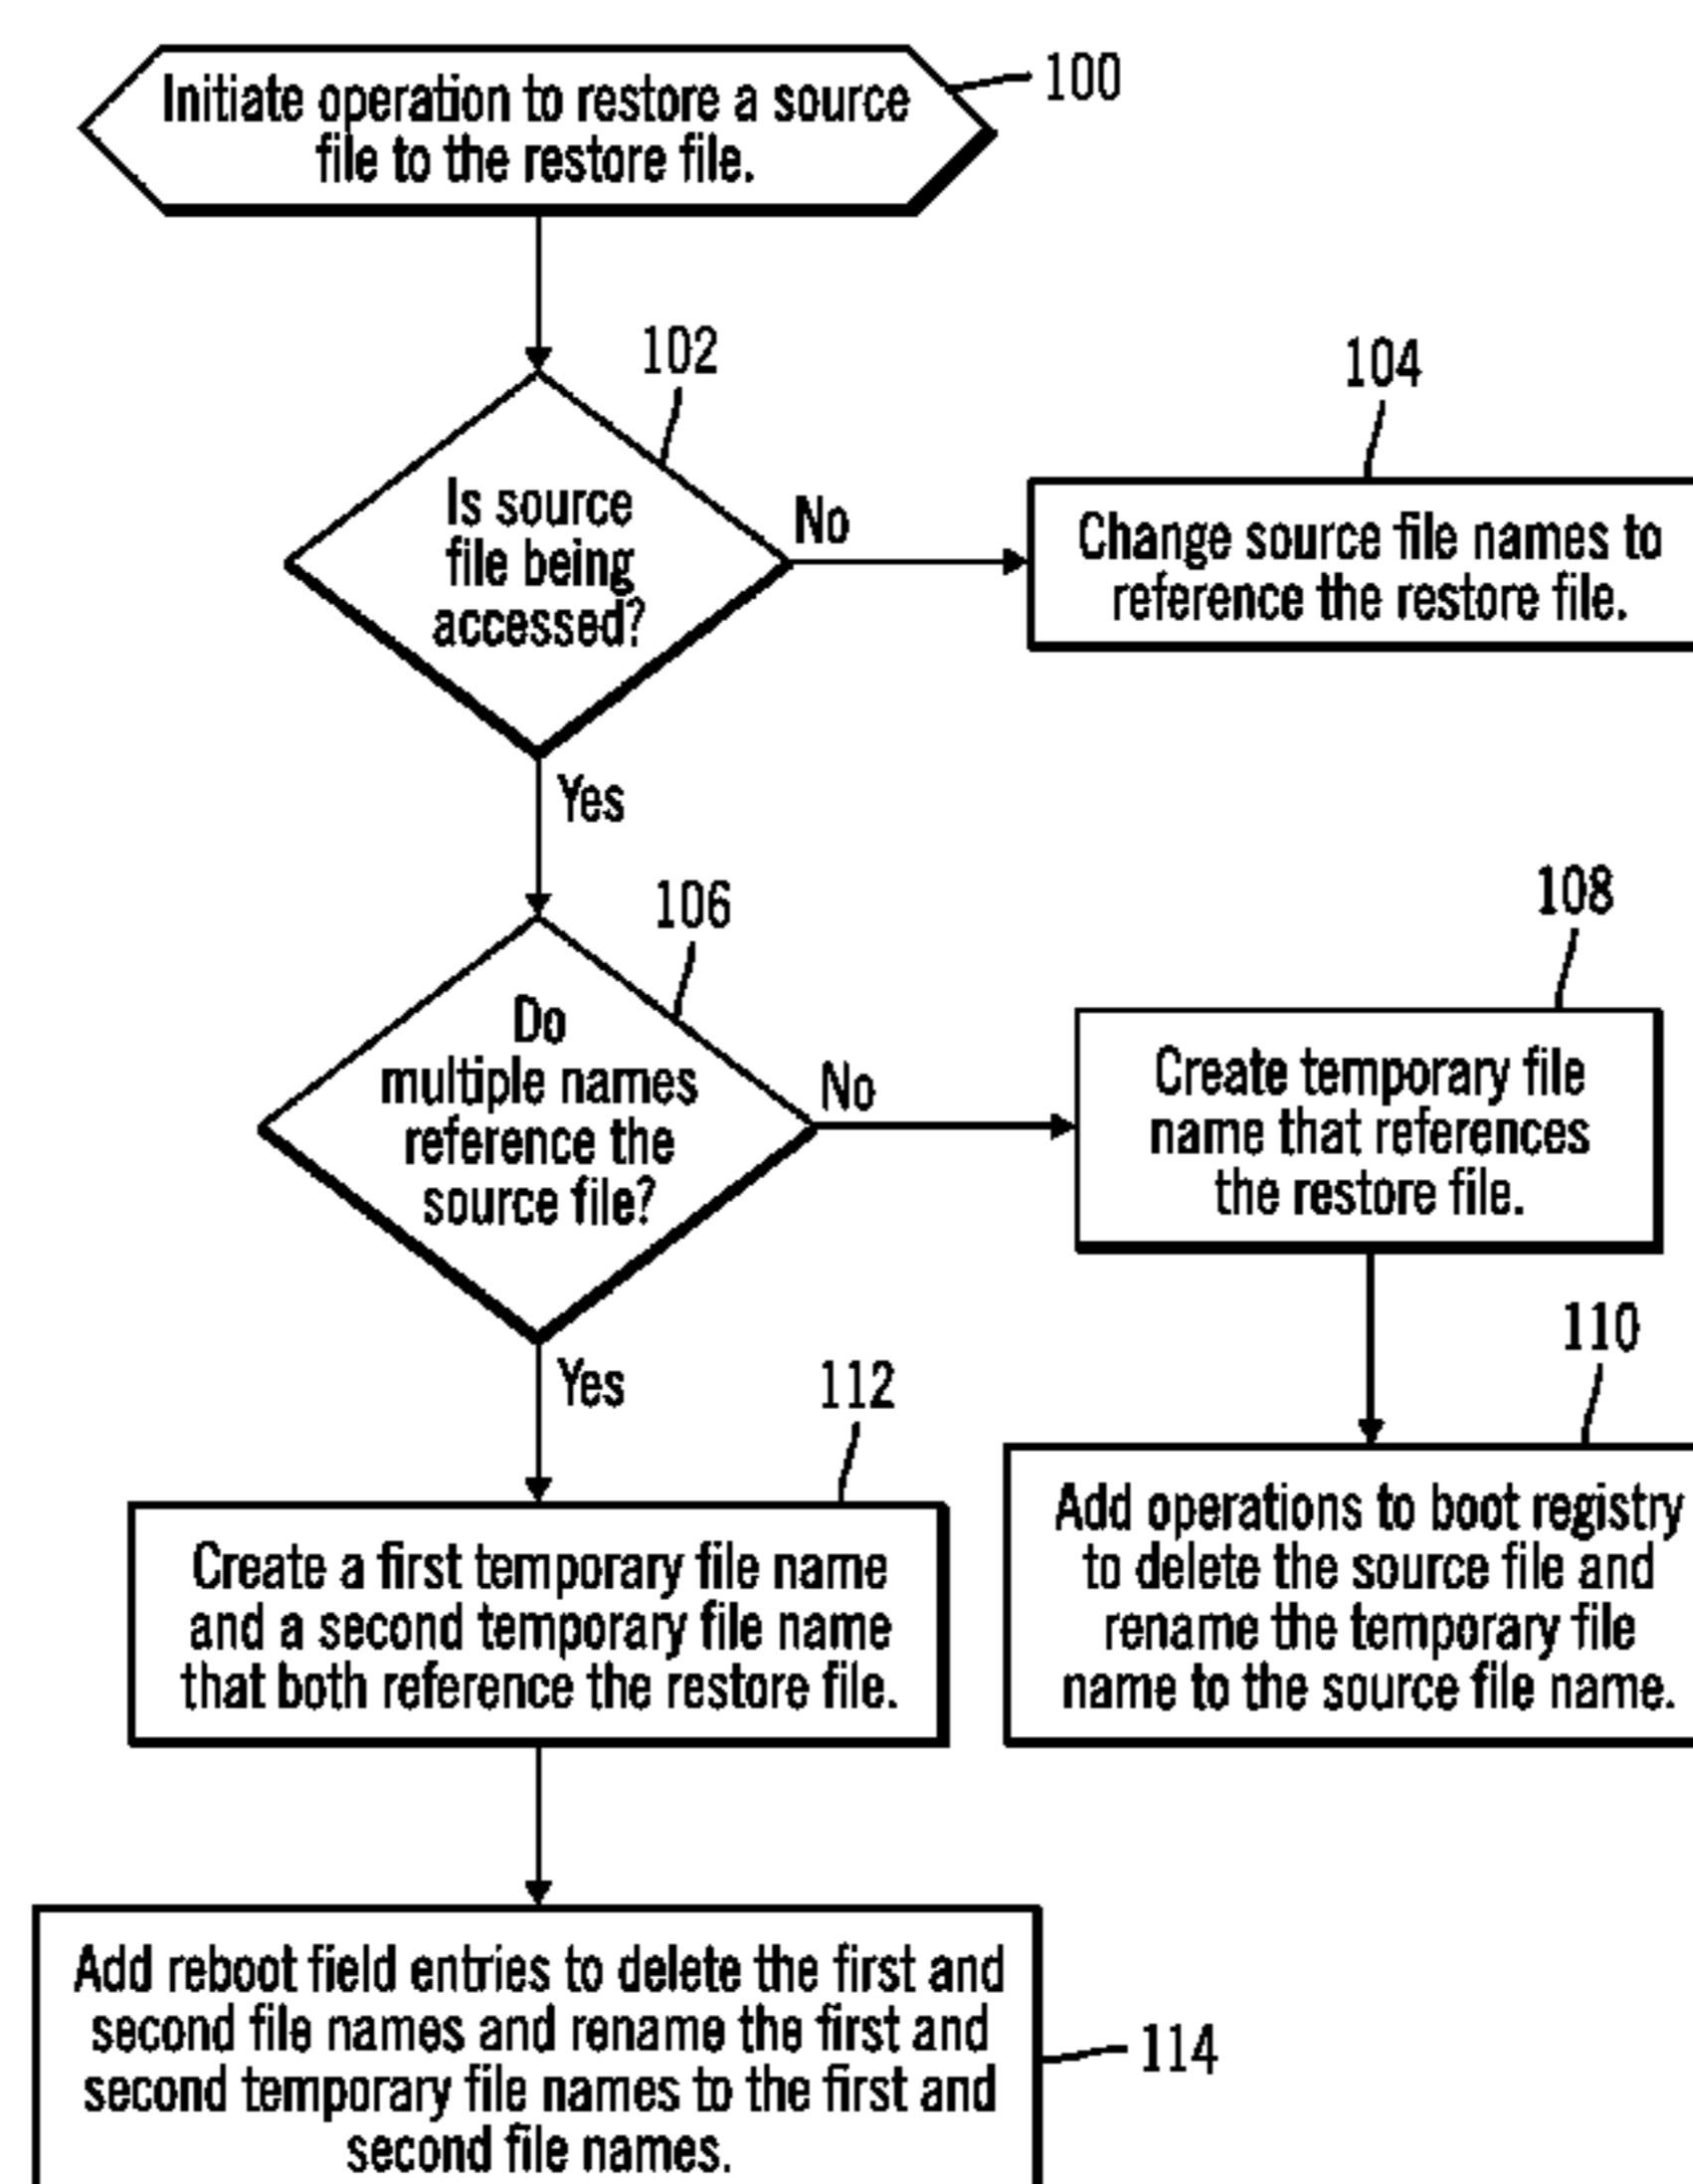 Initiate operation to restore a source
file to the restore file.
100
102
Is source
file being
accessed?
No
104
Change source file names to
reference the restore file.
Yes
106
Do
multiple names
reference the
source file?
No
108
Create temporary file
name that references
the restore file.
110
Add operations to boot registry
to delete the source file and
rename the temporary file
name to the source file name.
Yes
112
Create a first temporary file name
and a second temporary file name
that both reference the restore file.
Add reboot field entries to delete the first and
second file names and rename the first and
second temporary file names to the first and
second file names.
114